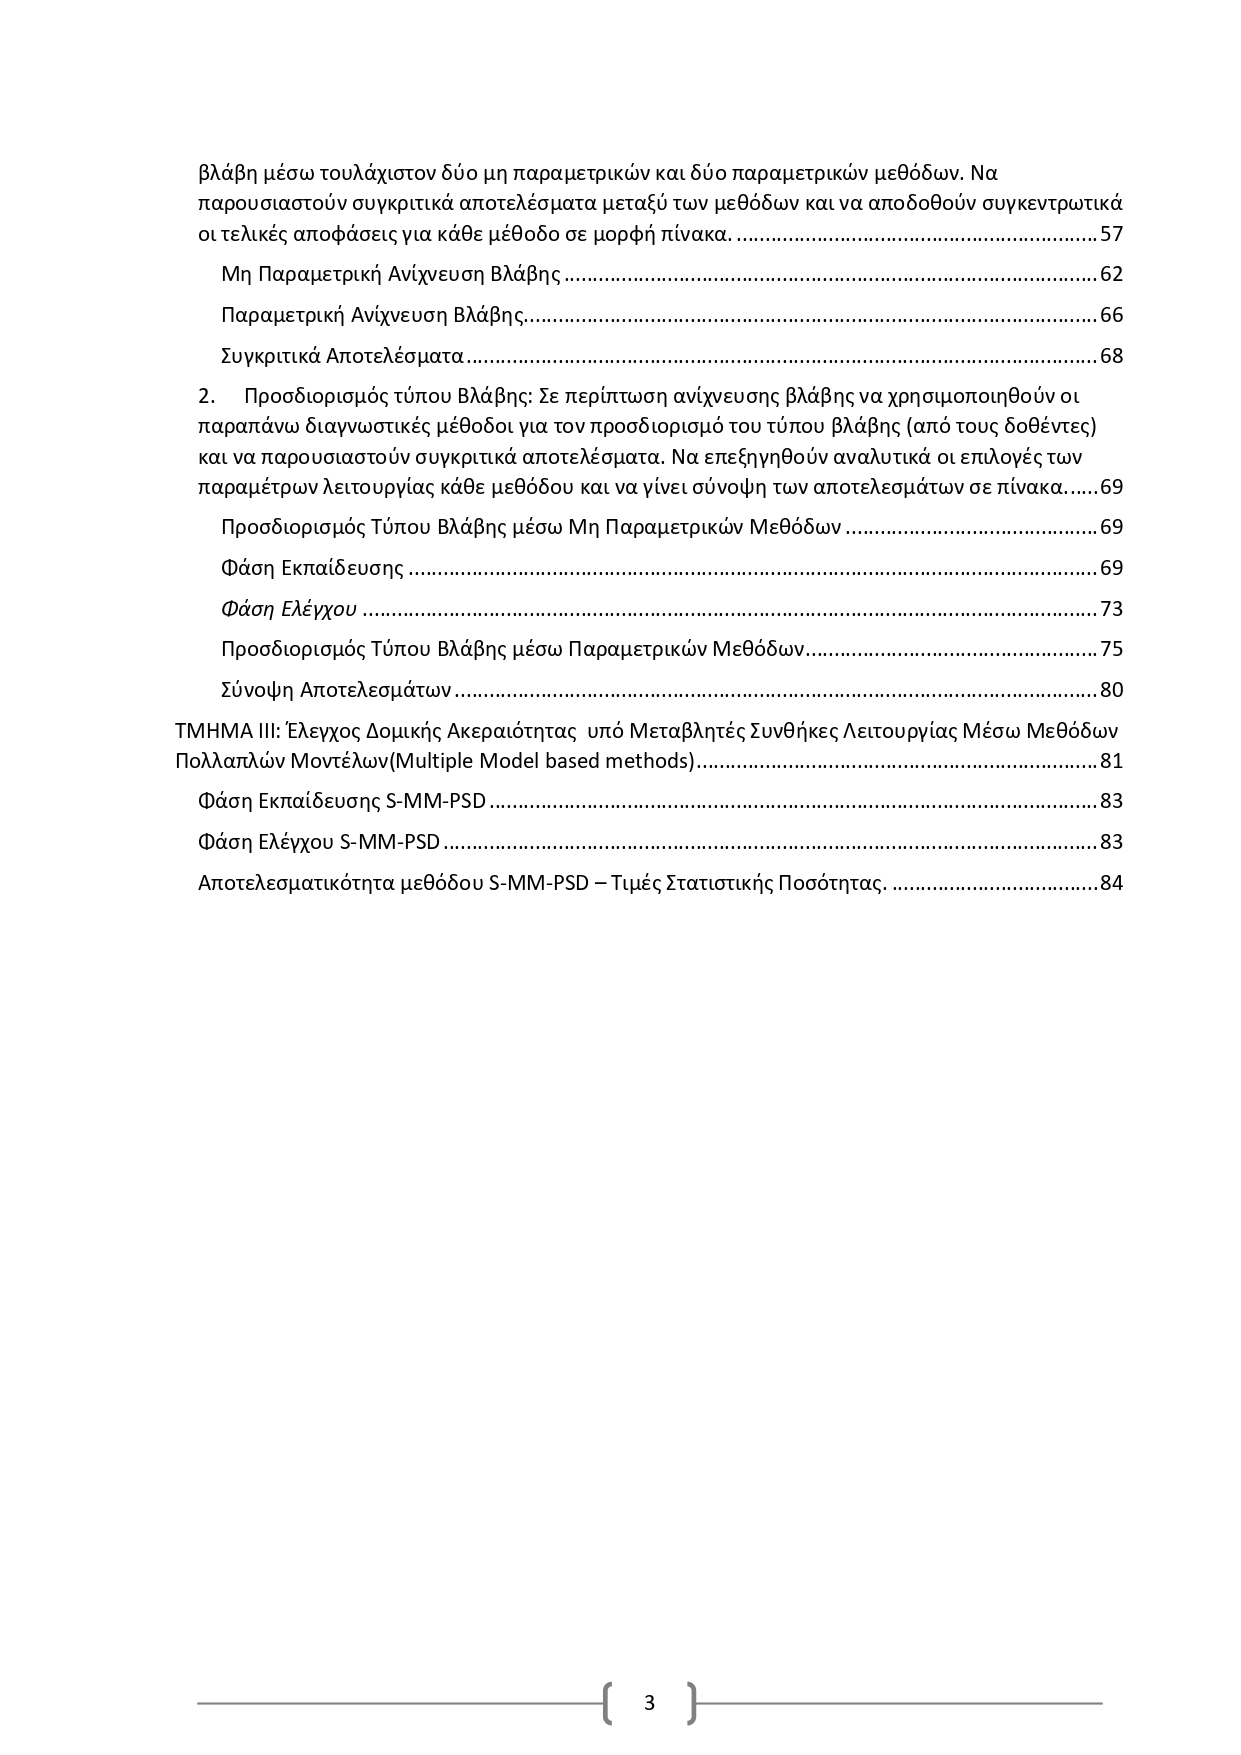 βλάβη μέσω τουλάχιστον δύο μη παραμετρικών και δύο παραμετρικών μεθόδων. Να
παρουσιαστούν συγκριτικά αποτελέσματα μεταξύ των μεθόδων και να αποδοθούν συγκεντρωτικά
οι τελικές αποφάσεις για κάθε μέθοδο σε μορφή πίνακα. ............................................................... 57
Μη Παραμετρική Ανίχνευση Βλάβης ............................................................................................. 62
Παραμετρική Ανίχνευση Βλάβης.................................................................................................... 66
Συγκριτικά Αποτελέσματα .............................................................................................................. 68
2. Προσδιορισμός τύπου Βλάβης: Σε περίπτωση ανίχνευσης βλάβης να χρησιμοποιηθούν οι
παραπάνω διαγνωστικές μέθοδοι για τον προσδιορισμό του τύπου βλάβης (από τους δοθέντες)
και να παρουσιαστούν συγκριτικά αποτελέσματα. Να επεξηγηθούν αναλυτικά οι επιλογές των
παραμέτρων λειτουργίας κάθε μεθόδου και να γίνει σύνοψη των αποτελεσμάτων σε πίνακα. ..... 69
Προσδιορισμός Τύπου Βλάβης μέσω Μη Παραμετρικών Μεθόδων ............................................ 69
Φάση Εκπαίδευσης ........................................................................................................................ 69
Φάση Ελέγχου ................................................................................................................................ 73
Προσδιορισμός Τύπου Βλάβης μέσω Παραμετρικών Μεθόδων................................................... 75
Σύνοψη Αποτελεσμάτων ................................................................................................................ 80
ΤΜΗΜΑ ΙΙΙ: Έλεγχος Δομικής Ακεραιότητας υπό Μεταβλητές Συνθήκες Λειτουργίας Μέσω Μεθόδων
Πολλαπλών Μοντέλων(Multiple Model based methods)...................................................................... 81
Φάση Εκπαίδευσης S-MM-PSD .......................................................................................................... 83
Φάση Ελέγχου S-MM-PSD .................................................................................................................. 83
Αποτελεσματικότητα μεθόδου S-MM-PSD – Τιμές Στατιστικής Ποσότητας. .................................... 84
3